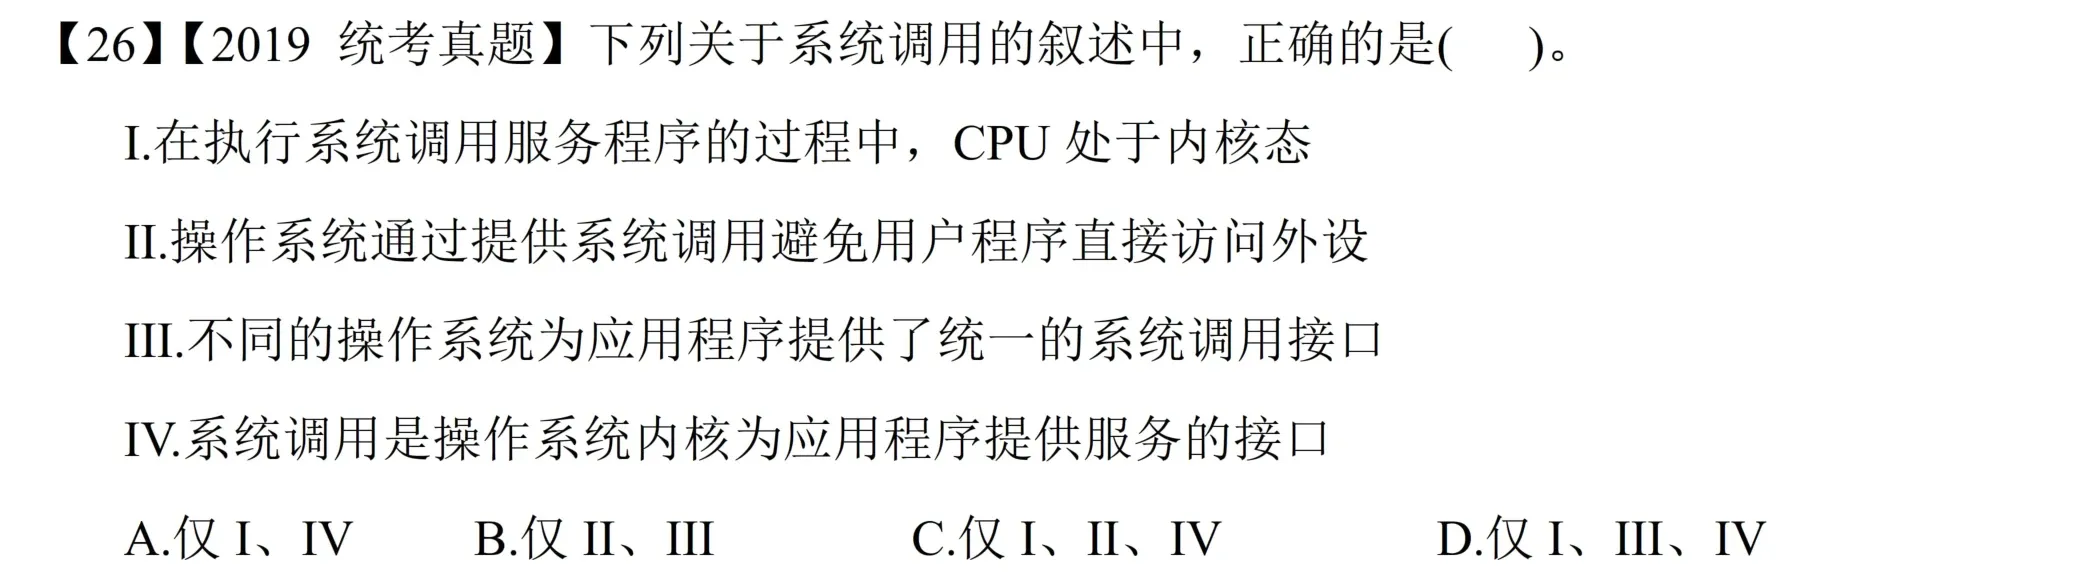 【26】【2019 统考真题】下列关于系统调用的叙述中，正确的是(  )。
I.在执行系统调用服务程序的过程中，CPU 处于内核态
II.操作系统通过提供系统调用避免用户程序直接访问外设
III.不同的操作系统为应用程序提供了统一的系统调用接口
IV.系统调用是操作系统内核为应用程序提供服务的接口
A.仅 I、IV B.仅 II、III C.仅 I、II、IV D.仅 I、III、IV